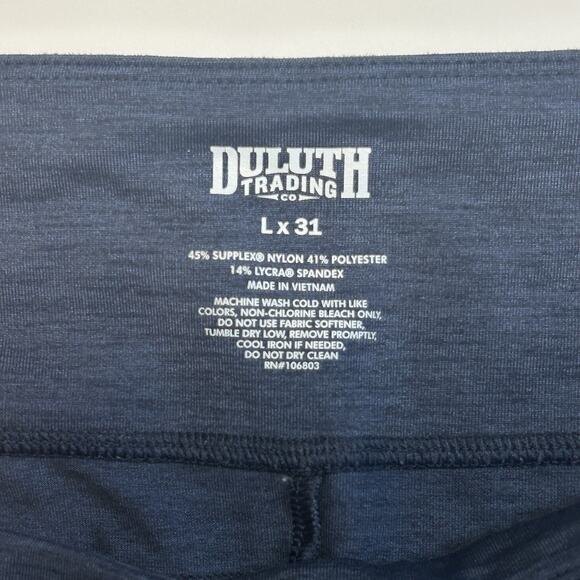 DULUTH
TRADING
CO
L x 31
45% SUPPLEX® NYLON 41% POLYESTER
14% LYCRA® SPANDEX
MADE IN VIETNAM
MACHINE WASH COLD WITH LIKE
COLORS, NON-CHLORINE BLEACH ONLY,
DO NOT USE FABRIC SOFTENER,
TUMBLE DRY LOW, REMOVE PROMPTLY,
COOL IRON IF NEEDED,
DO NOT DRY CLEAN
RN#106803